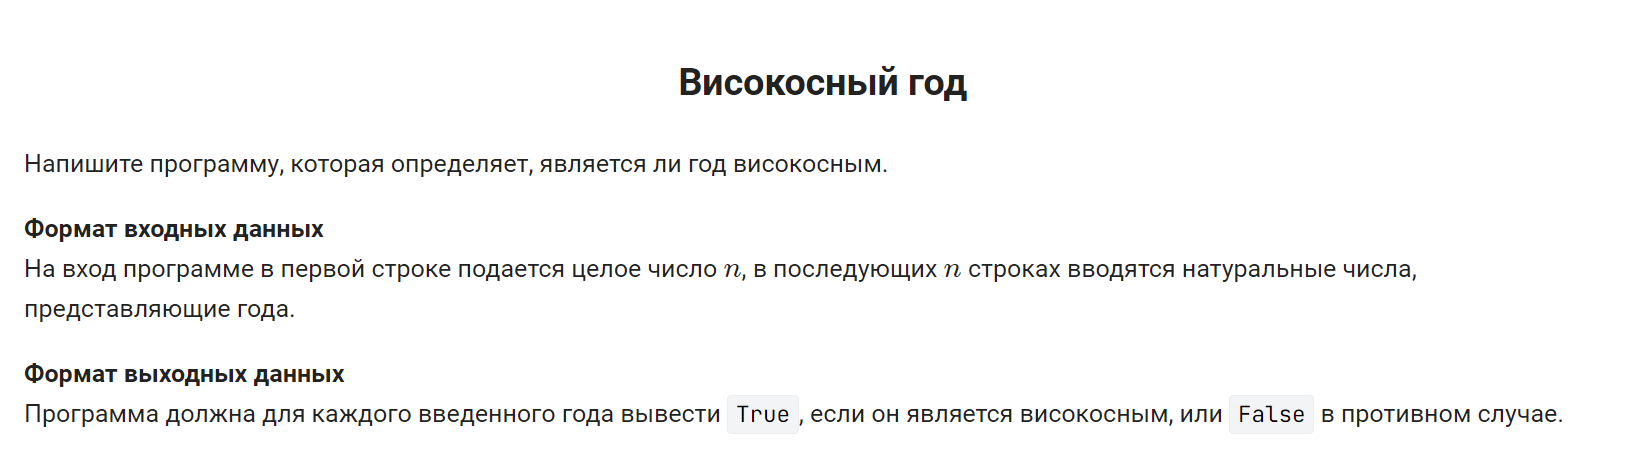 Високосный год
Напишите программу, которая определяет, является ли год високосным.
Формат входных данных
На вход программе в первой строке подается целое число n, в последующих n строках вводятся натуральные числа,
представляющие года.
Формат выходных данных
Программа должна для каждого введенного года вывести True, если он является високосным, или False в противном случае.